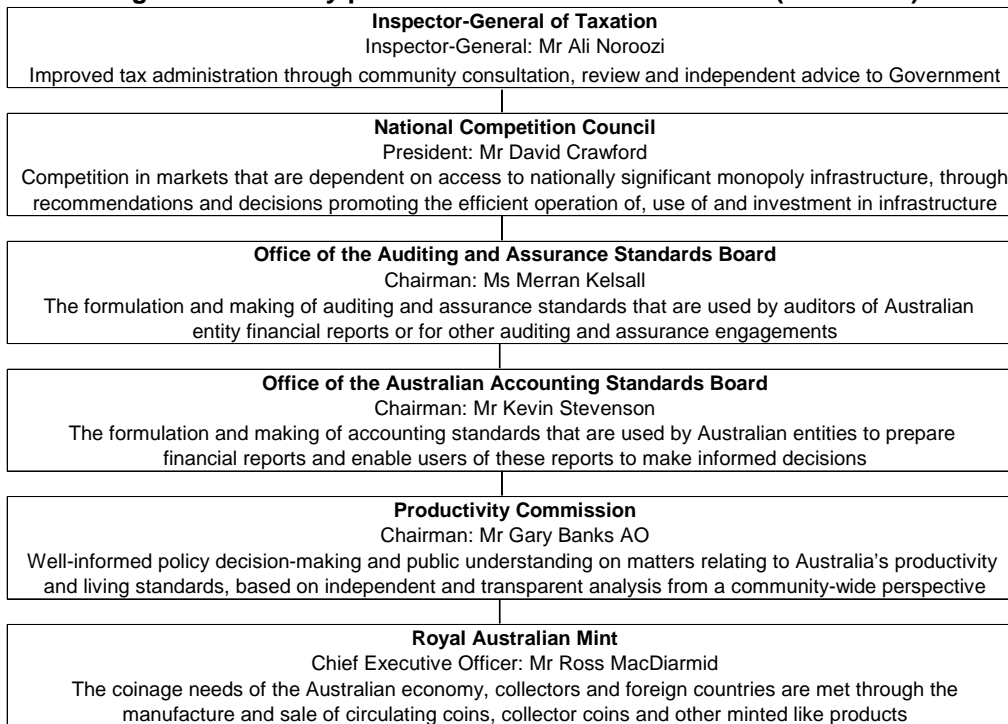 Inspector-General of Taxation
Inspector-General: Mr Ali Noroozi
Improved tax administration through community consultation, review and independent advice to Government
National Competition Council
President: Mr David Crawford
Competition in markets that are dependent on access to nationally significant monopoly infrastructure, through
recommendations and decisions promoting the efficient operation of, use of and investment in infrastructure
Office of the Auditing and Assurance Standards Board
Chairman: Ms Merran Kelsall
The formulation and making of auditing and assurance standards that are used by auditors of Australian
entity financial reports or for other auditing and assurance engagements
Office of the Australian Accounting Standards Board
Chairman: Mr Kevin Stevenson
The formulation and making of accounting standards that are used by Australian entities to prepare
financial reports and enable users of these reports to make informed decisions
Productivity Commission
Chairman: Mr Gary Banks AO
Well-informed policy decision-making and public understanding on matters relating to Australia's productivity
and living standards, based on independent and transparent analysis from a community-wide perspective
Royal Australian Mint
Chief Executive Officer: Mr Ross MacDiarmid
The coinage needs of the Australian economy, collectors and foreign countries are met through the
manufacture and sale of circulating coins, collector coins and other minted like products